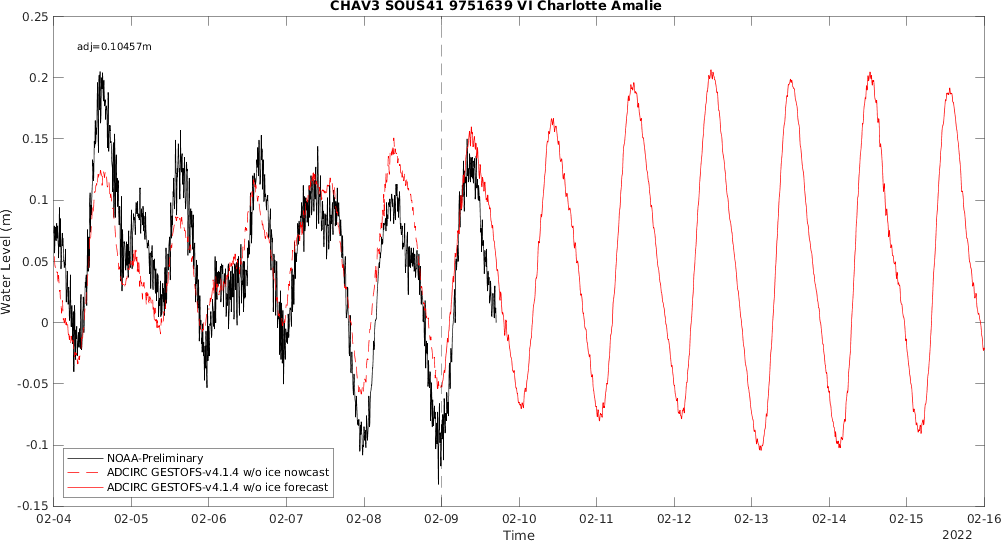 CHAV3 SOUS41 9751639 VI Charlotte Amalie
adj=0.10457m
0.25
0.2
0.15
0.1
0.05
0
-0.05
-0.1
-0.15
Water Level (m)
NOAA-Preliminary
ADCIRC GESTOFS-v4.1.4 w/o ice nowcast
ADCIRC GESTOFS-v4.1.4 w/o ice forecast
02-04 02-05 02-06 02-07 02-08 02-09 02-10 02-11 02-12 02-13 02-14 02-15 02-16
Time
2022